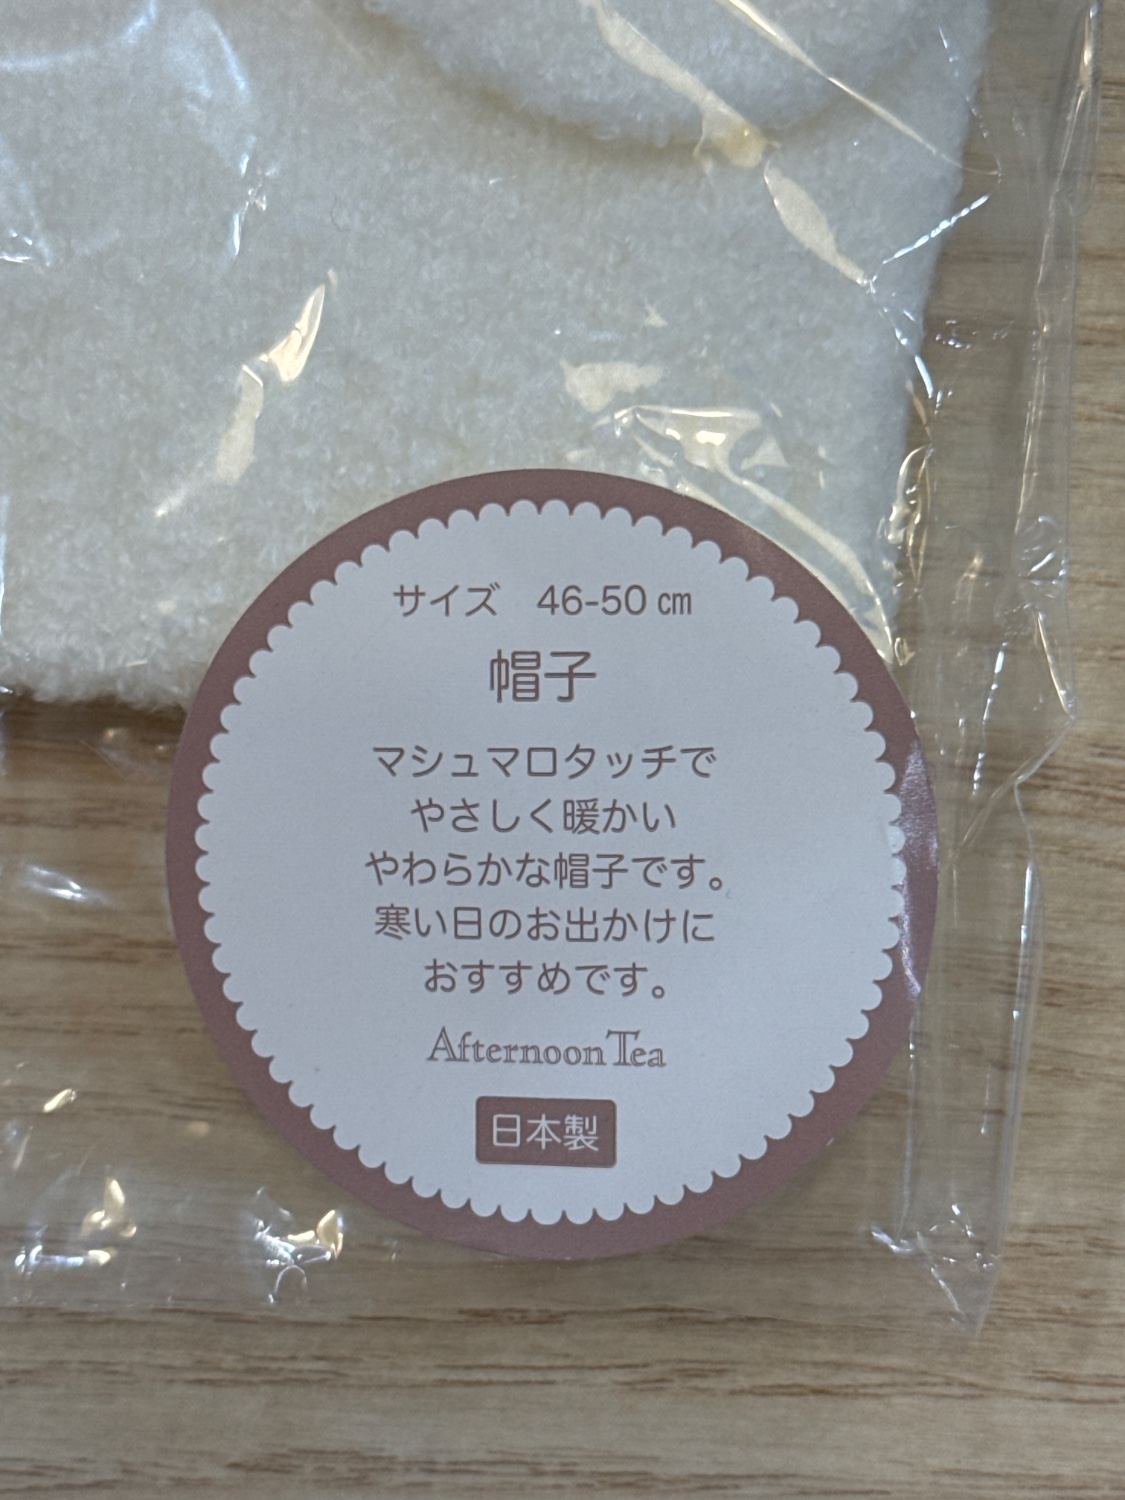 サイズ　46-50㎝
帽子
マシュマロタッチで
やさしく暖かい
やわらかな帽子です。
寒い日のお出かけに
おすすめです。
Afternoon Tea
日本製